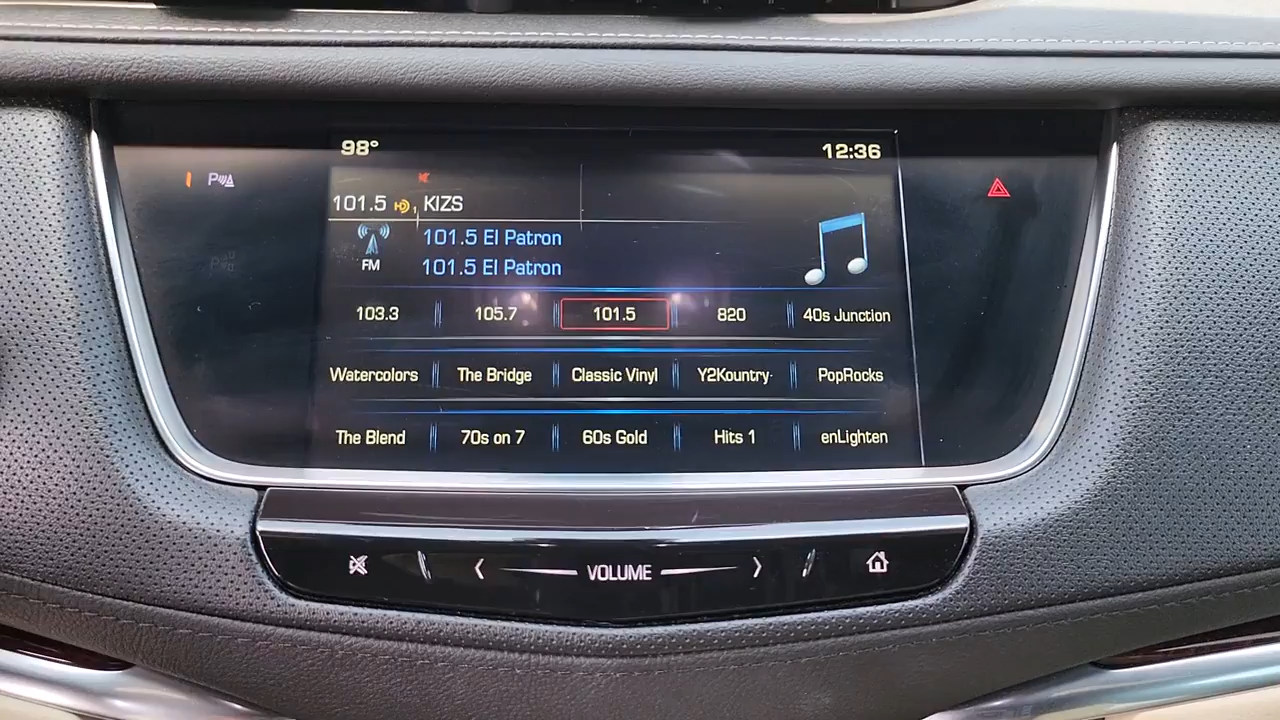 98° 12:36
P
101.5 HD, KIZS
101.5 El Patron
FM
101.5 El Patron
103.3 105.7 101.5 820 40s Junction
Watercolors The Bridge Classic Vinyl Y2Kountry PopRocks
The Blend 70s on 7 60s Gold Hits 1 enLighten
VOLUME